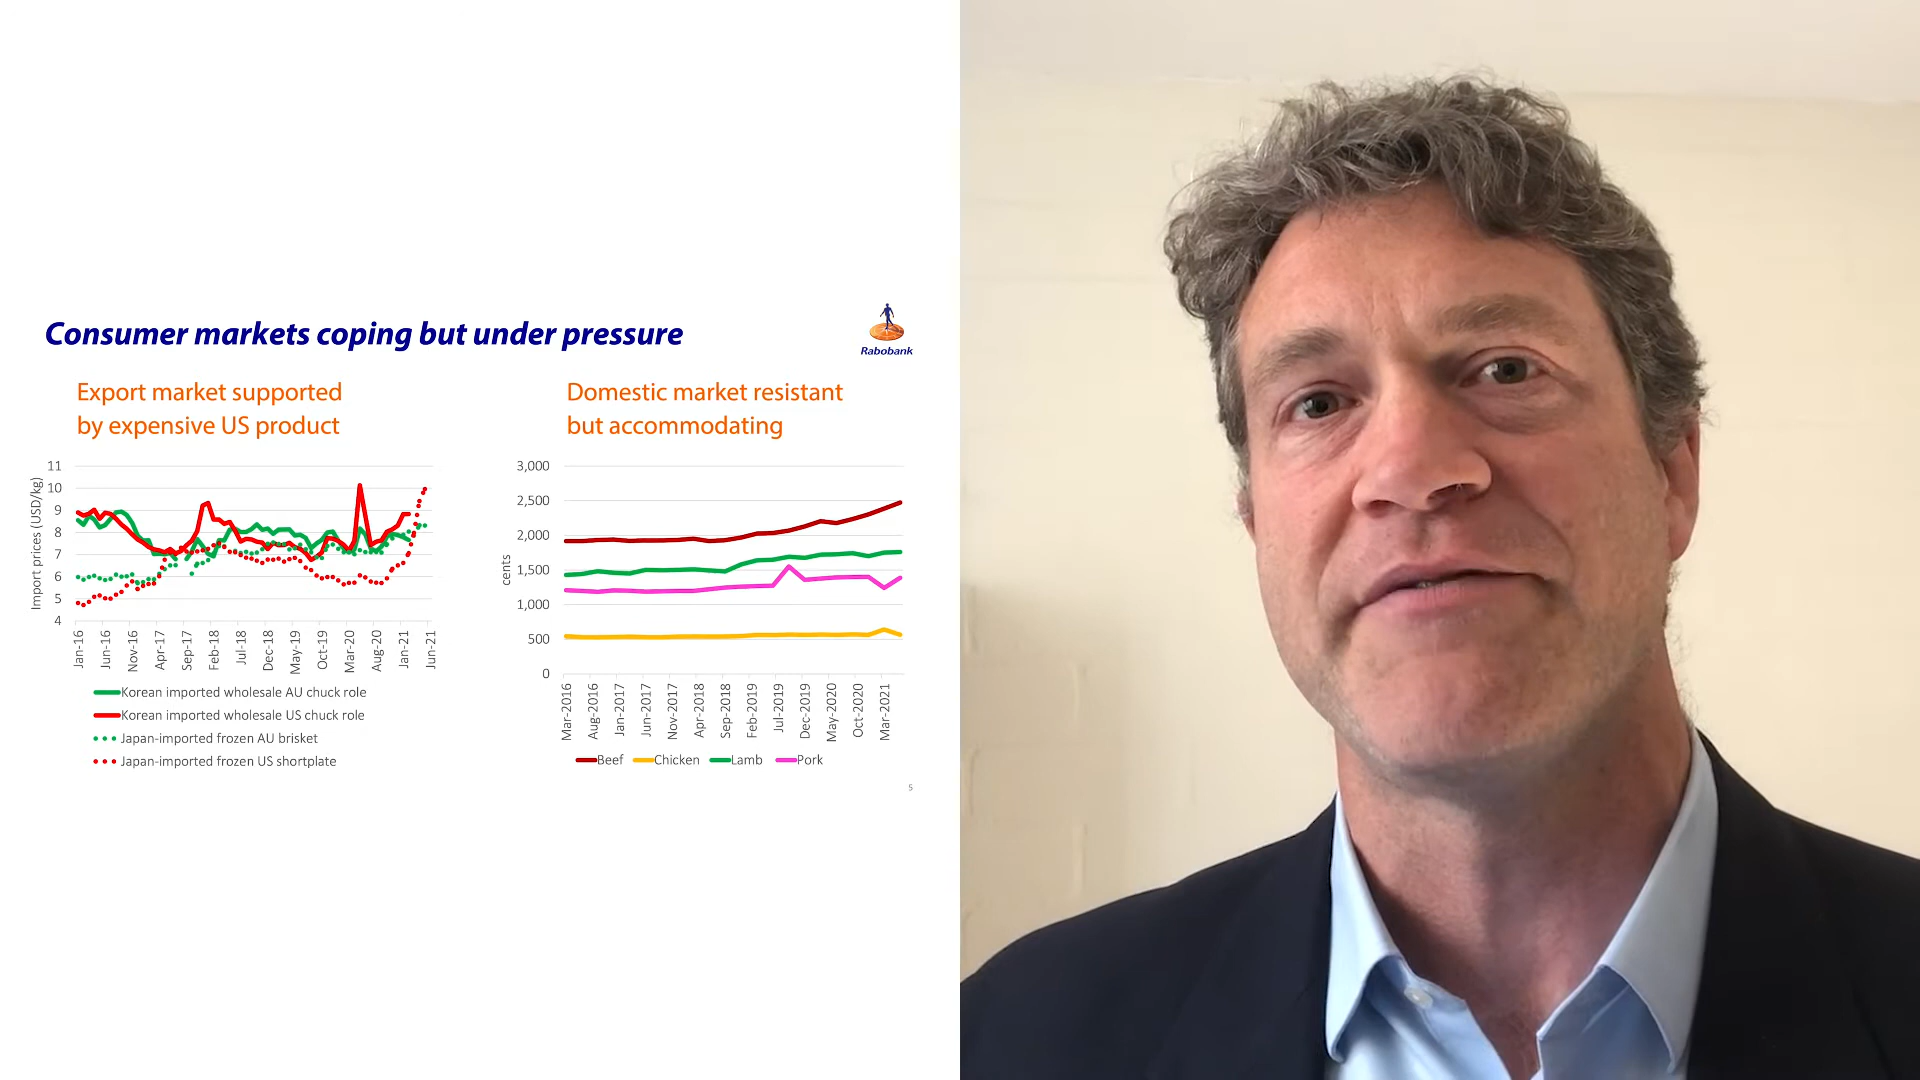 Consumer markets coping but under pressure
Rabobank
Export market supported
by expensive US product
Import prices (USD/kg)
11
10
9
8
7
6
5
4
Jan-16
Jun-16
Nov-16
Apr-17
Sep-17
Feb-18
Jul-18
Dec-18
May-19
Oct-19
Mar-20
Aug-20
Jan-21
Jun-21
Korean imported wholesale AU chuck role
Korean imported wholesale US chuck role
Japan-imported frozen AU brisket
Japan-imported frozen US shortplate
Domestic market resistant
but accommodating
cents
3,000
2,500
2,000
1,500
1,000
500
0
Mar-2016
Aug-2016
Jan-2017
Jun-2017
Nov-2017
Apr-2018
Sep-2018
Feb-2019
Jul-2019
Dec-2019
May-2020
Oct-2020
Mar-2021
Beef Chicken Lamb Pork
5